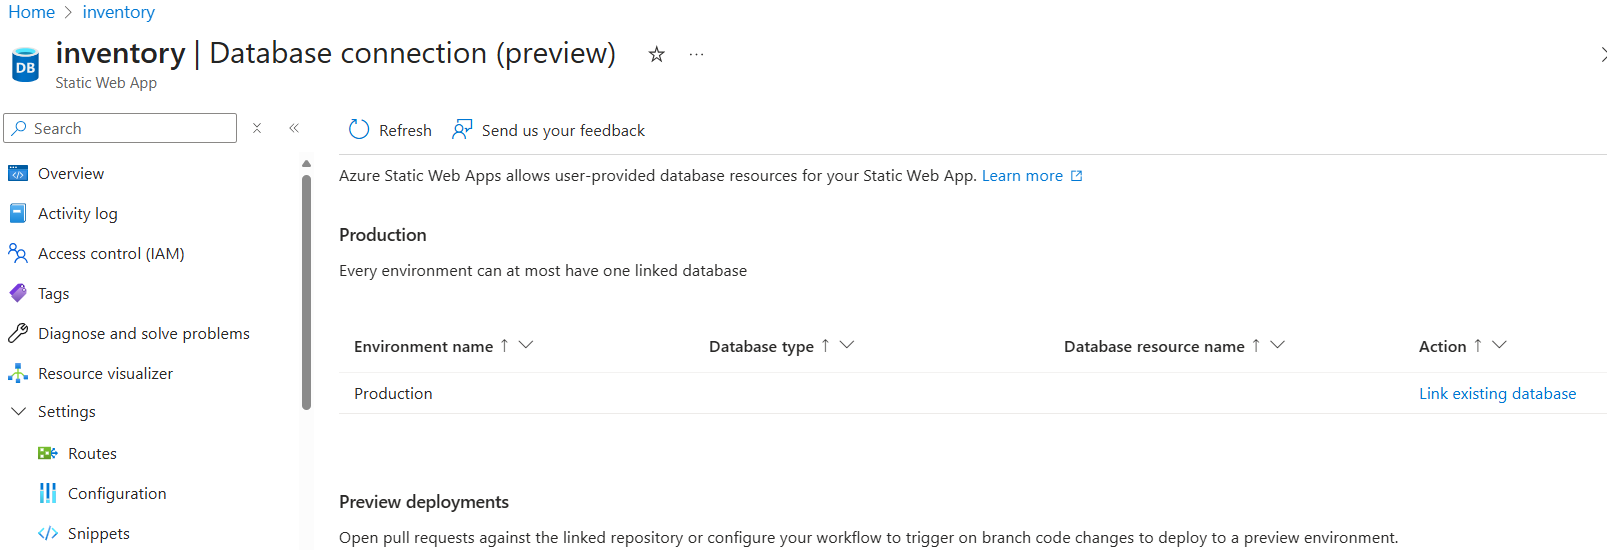 Home > inventory
inventory | Database connection (preview)
Static Web App
DB
Search
Refresh
Send us your feedback
Overview
Activity log
Access control (IAM)
Tags
Diagnose and solve problems
Resource visualizer
Settings
Routes
Configuration
Snippets
Azure Static Web Apps allows user-provided database resources for your Static Web App. Learn more
Production
Every environment can at most have one linked database
Environment name ↑ Database type ↑ Database resource name ↑ Action ↑
Production Link existing database
Preview deployments
Open pull requests against the linked repository or configure your workflow to trigger on branch code changes to deploy to a preview environment.